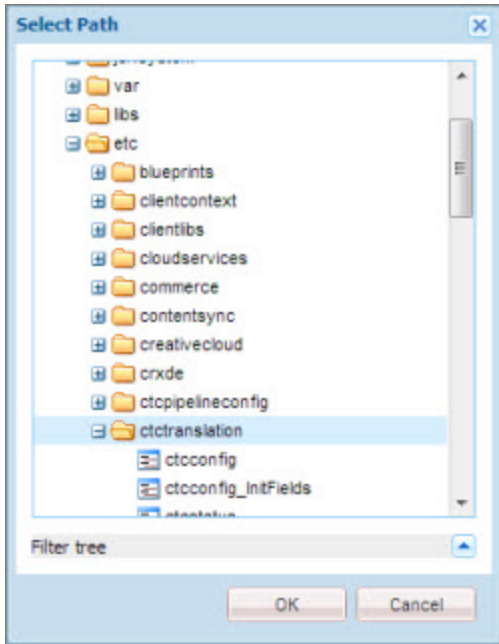 Select Path
var
libs
etc
blueprints
clientcontext
clientlibs
cloudservices
commerce
contentsync
creativecloud
crxde
ctcpipelineconfig
ctctranslation
ctcconfig
ctcconfig_InitFields
Filter tree
OK
Cancel